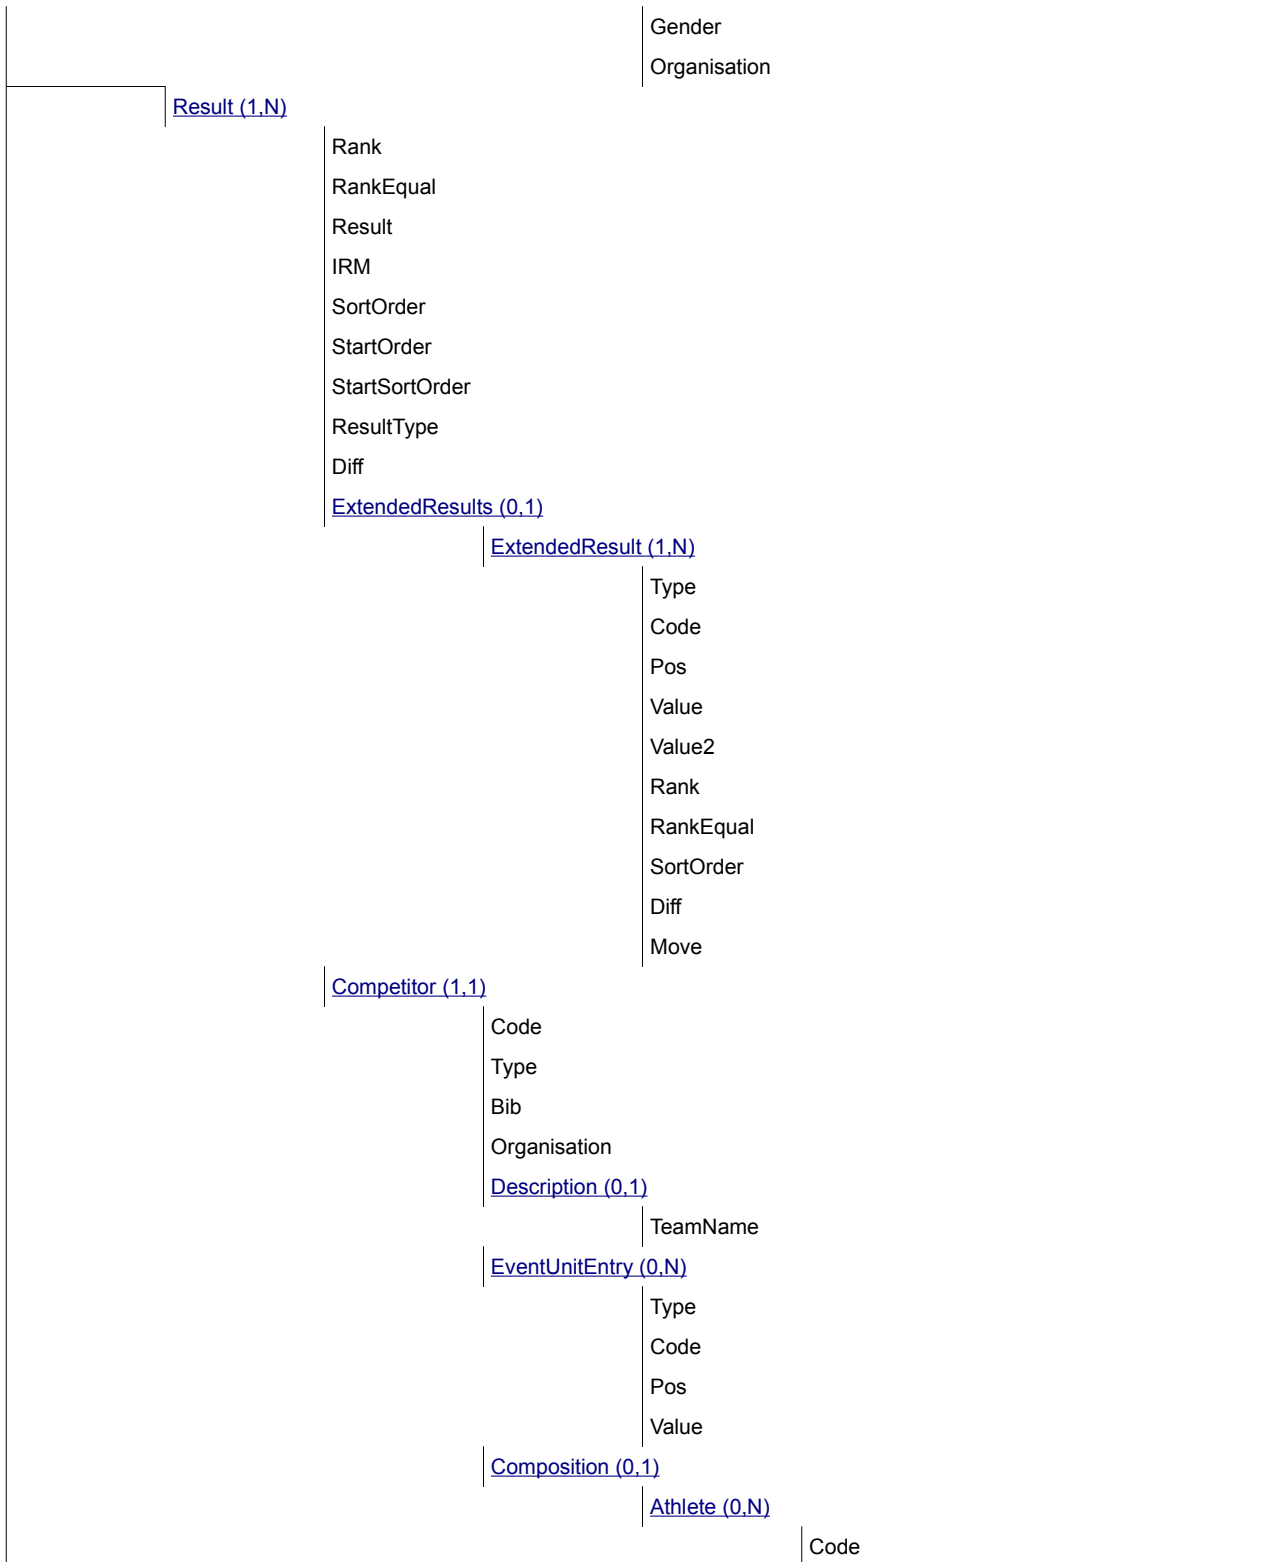 Gender
Organisation
Result (1,N)
Rank
RankEqual
Result
IRM
SortOrder
StartOrder
StartSortOrder
ResultType
Diff
ExtendedResults (0,1)
ExtendedResult (1,N)
Type
Code
Pos
Value
Value2
Rank
RankEqual
SortOrder
Diff
Move
Competitor (1,1)
Code
Type
Bib
Organisation
Description (0,1)
TeamName
EventUnitEntry (0,N)
Type
Code
Pos
Value
Composition (0,1)
Athlete (0,N)
Code